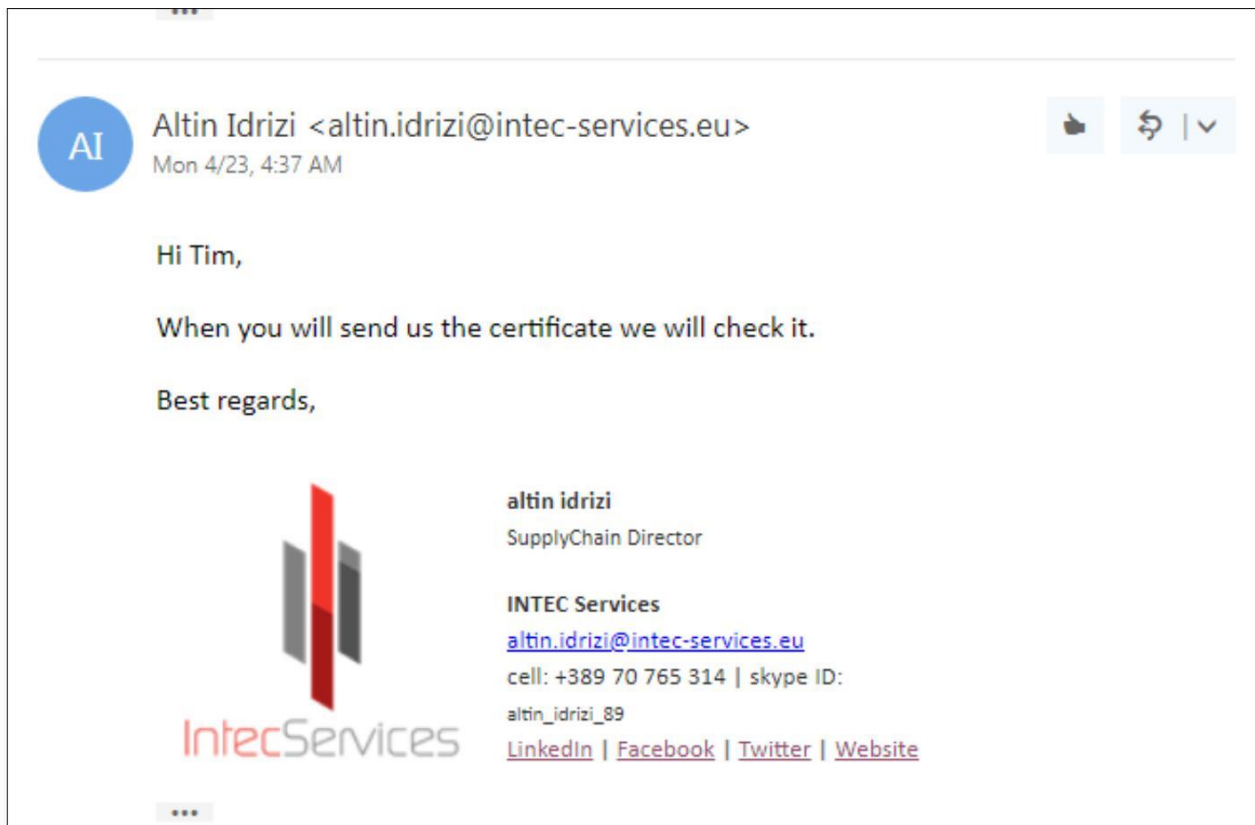 AI
Altin Idrizi <altin.idrizi@intec-services.eu>
Mon 4/23, 4:37 AM
Hi Tim,
When you will send us the certificate we will check it.
Best regards,
altin idrizi
SupplyChain Director
INTEC Services
altin.idrizi@intec-services.eu
cell: +389 70 765 314 | skype ID:
altin_idrizi_89
LinkedIn | Facebook | Twitter | Website
IntecServices